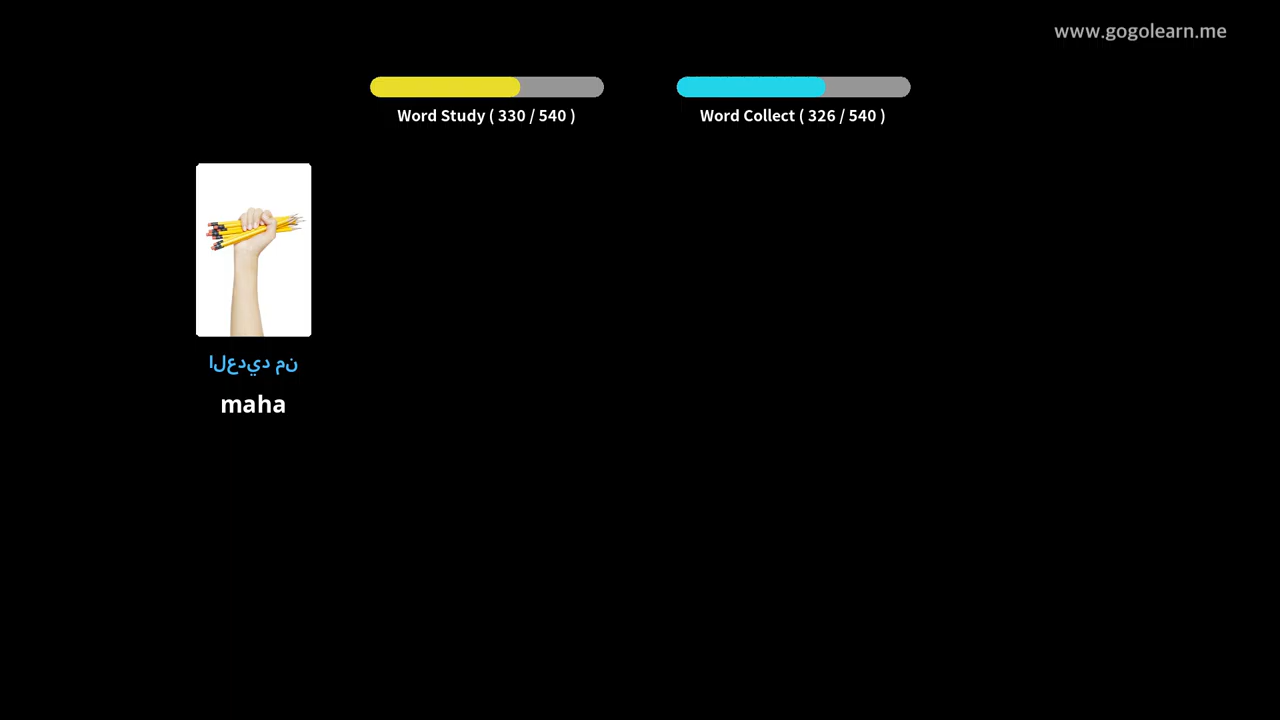 www.gogolearn.me
Word Study ( 330 / 540 )
Word Collect ( 326 / 540 )
العديد من
maha